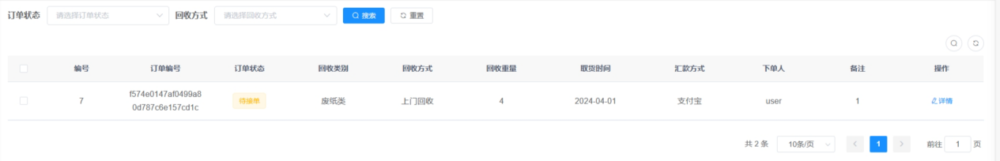 订单状态 请选择订单状态 回收方式 请选择回收方式 搜索 重置
编号 订单编号 订单状态 回收类别 回收方式 回收重量 取货时间 汇款方式 下单人 备注 操作
7 f574e0147af0499a8 待接单 废纸类 上门回收 4 2024-04-01 支付宝 user 1 详情
0d787c6e157cd1c
共 2 条 10条/页 1 前往 1 页